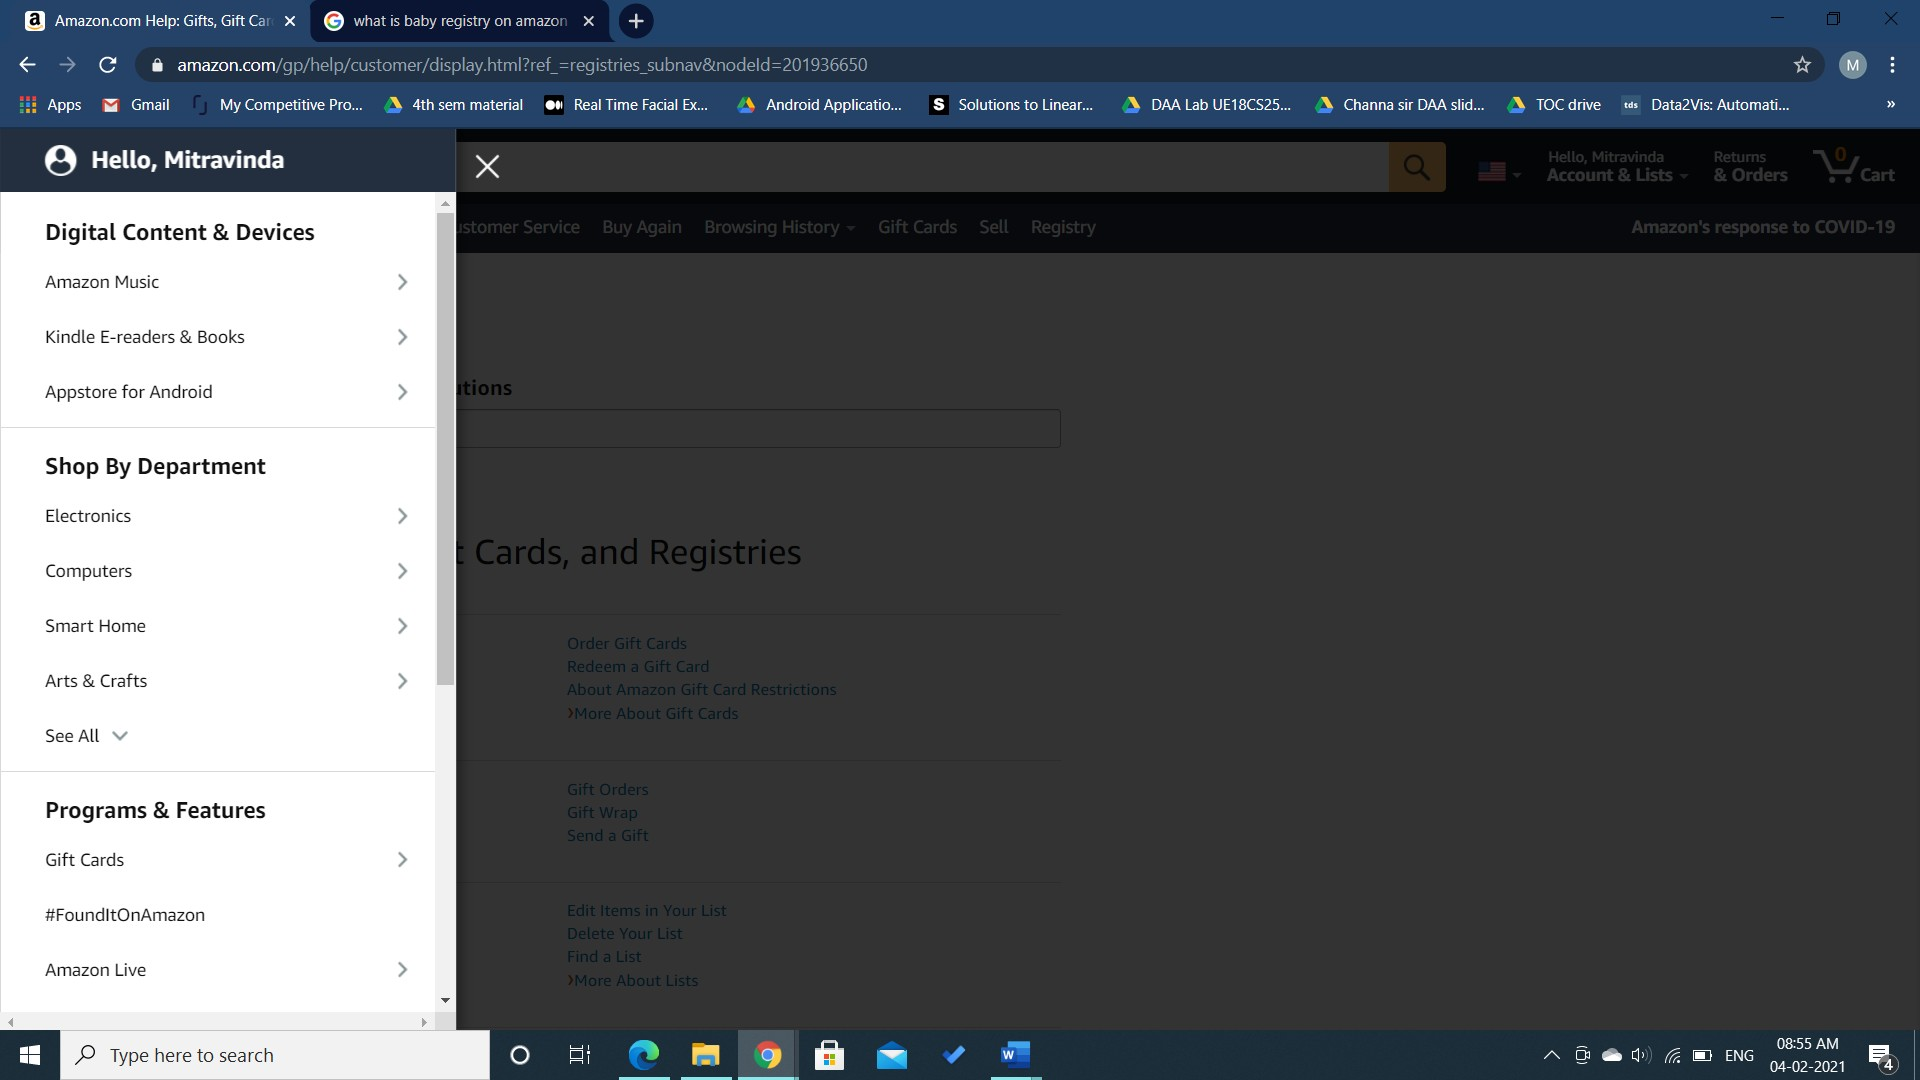 Amazon.com Help: Gifts, Gift Car
what is baby registry on amazon
amazon.com/gp/help/customer/display.html?ref_=registries_subnav&nodeId=201936650
M
Apps
Gmail
My Competitive Pro...
4th sem material
Real Time Facial Ex...
Android Applicatio...
S
Solutions to Linear...
DAA Lab UE18CS25...
Channa sir DAA slid...
TOC drive
tds
Data2Vis: Automati...
»
Hello, Mitravinda
Hello, Mitravinda
Account & Lists
Returns
& Orders
0
Cart
ustomer Service
Buy Again
Browsing History
Gift Cards
Sell
Registry
Amazon's response to COVID-19
Digital Content & Devices
Amazon Music
Kindle E-readers & Books
Appstore for Android
Shop By Department
Electronics
Computers
Smart Home
Arts & Crafts
See All
Programs & Features
Gift Cards
#FoundItOnAmazon
Amazon Live
utions
t Cards, and Registries
Order Gift Cards
Redeem a Gift Card
About Amazon Gift Card Restrictions
›More About Gift Cards
Gift Orders
Gift Wrap
Send a Gift
Edit Items in Your List
Delete Your List
Find a List
›More About Lists
Type here to search
W
ENG
08:55 AM
04-02-2021
4